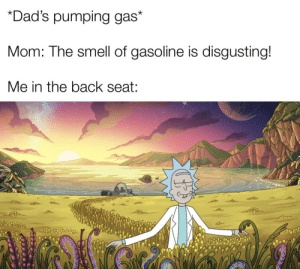 *Dad's pumping gas*
Mom: The smell of gasoline is disgusting!
Me in the back seat: